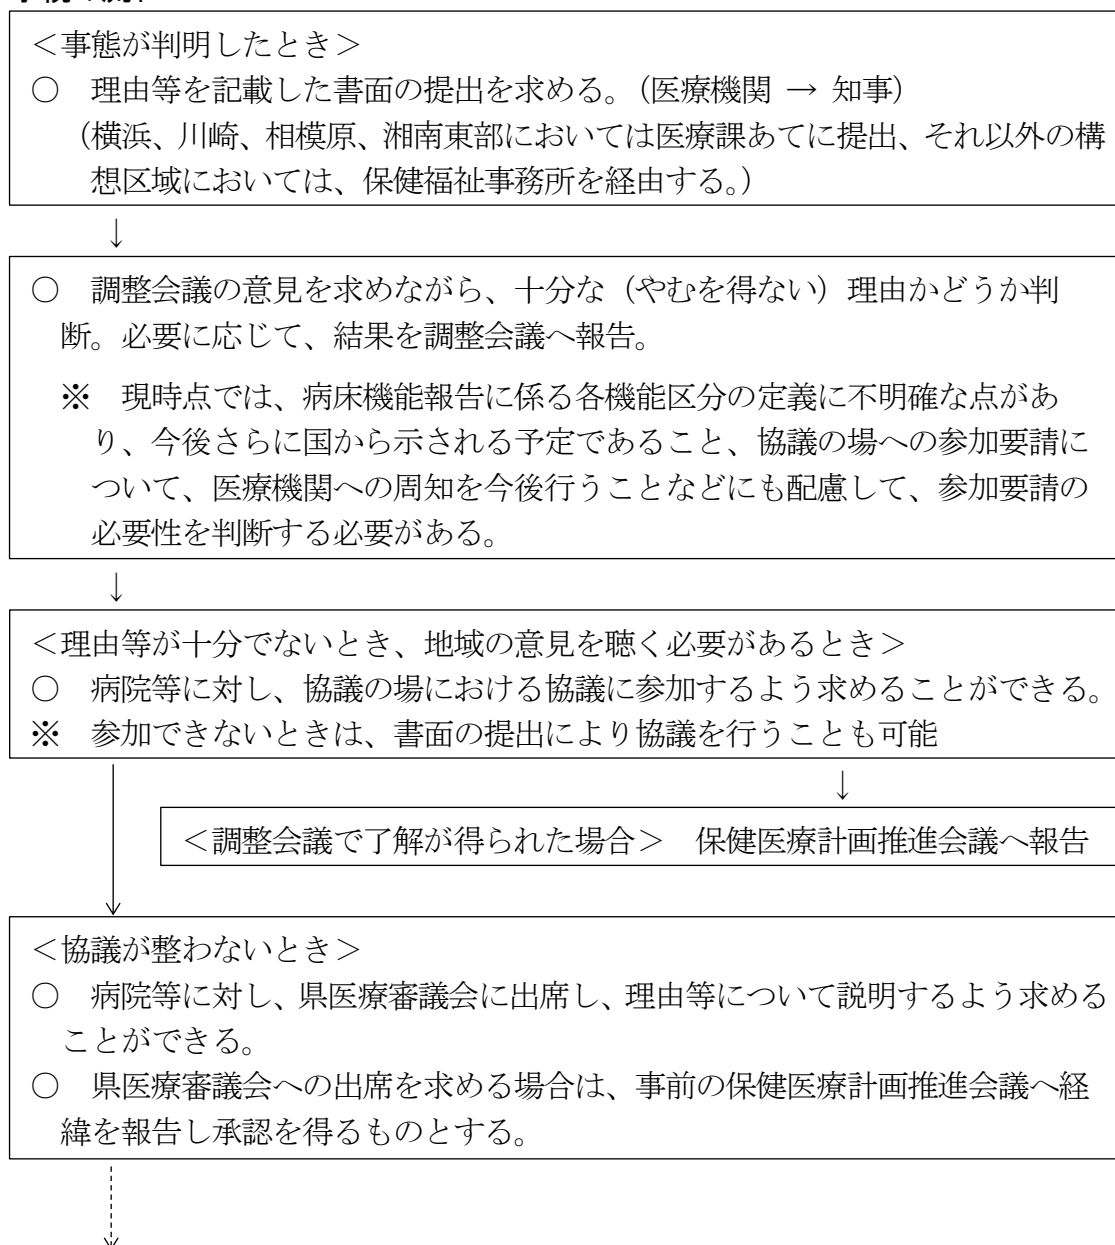 ＜事態が判明したとき＞
○　理由等を記載した書面の提出を求める。（医療機関 → 知事）
（横浜、川崎、相模原、湘南東部においては医療課あてに提出、それ以外の構
想区域においては、保健福祉事務所を経由する。）
↓
○　調整会議の意見を求めながら、十分な（やむを得ない）理由かどうか判
断。必要に応じて、結果を調整会議へ報告。
※　現時点では、病床機能報告に係る各機能区分の定義に不明確な点があ
り、今後さらに国から示される予定であること、協議の場への参加要請に
ついて、医療機関への周知を今後行うことなどにも配慮して、参加要請の
必要性を判断する必要がある。
↓
＜理由等が十分でないとき、地域の意見を聴く必要があるとき＞
○　病院等に対し、協議の場における協議に参加するよう求めることができる。
※　参加できないときは、書面の提出により協議を行うことも可能
↓
＜調整会議で了解が得られた場合＞　保健医療計画推進会議へ報告
＜協議が整わないとき＞
○　病院等に対し、県医療審議会に出席し、理由等について説明するよう求める
ことができる。
○　県医療審議会への出席を求める場合は、事前の保健医療計画推進会議へ経
緯を報告し承認を得るものとする。